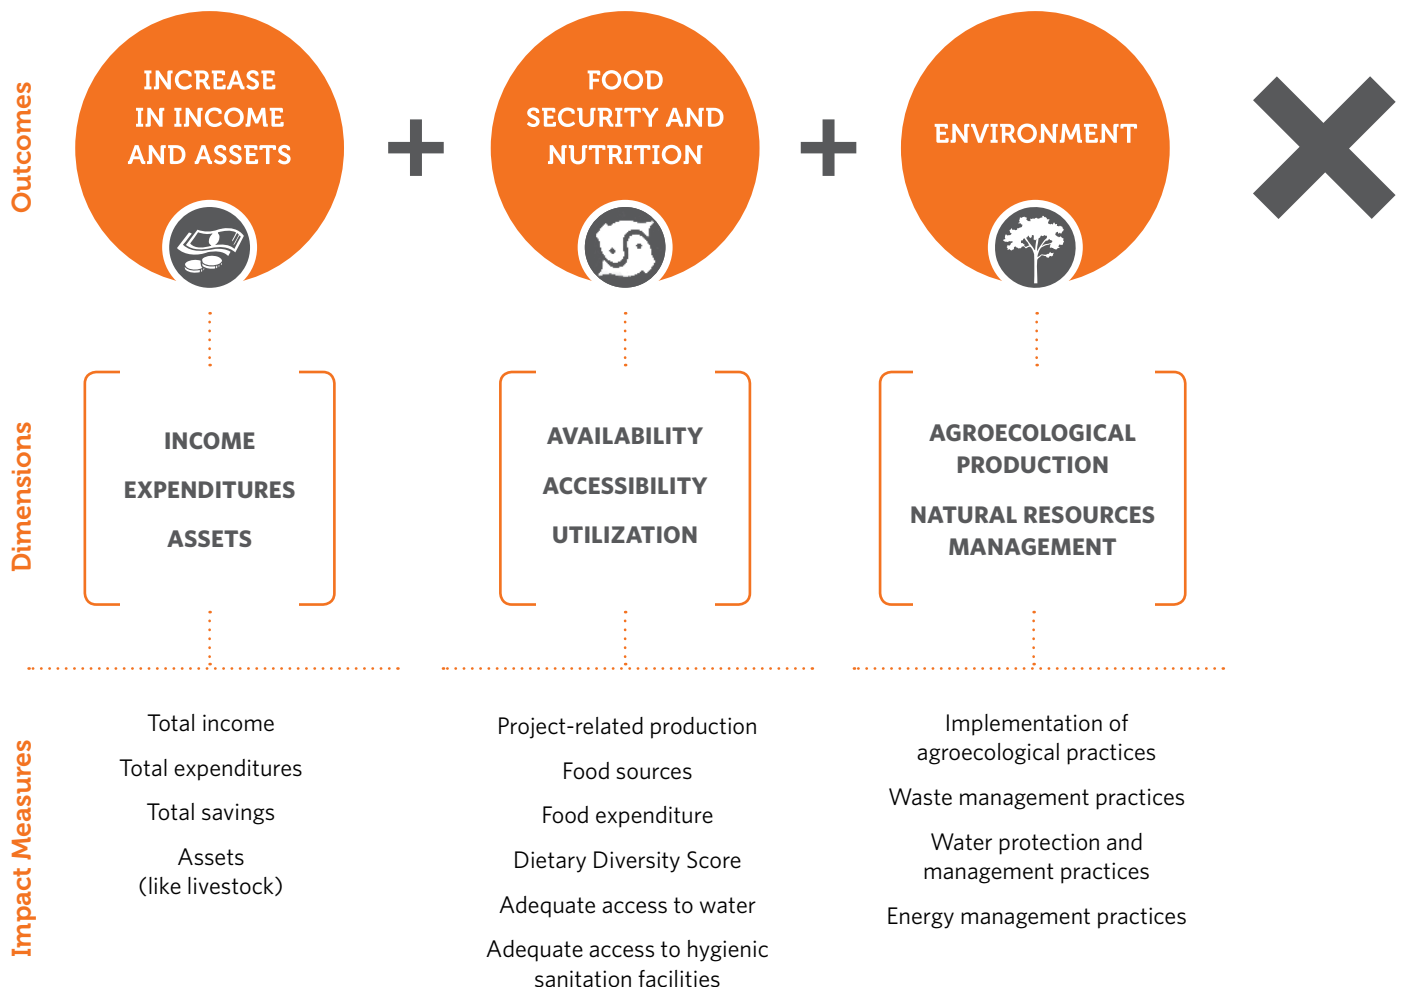 Outcomes
INCREASE
IN INCOME
AND ASSETS
+
FOOD
SECURITY AND
NUTRITION
+
ENVIRONMENT
Dimensions
INCOME
EXPENDITURES
ASSETS
AVAILABILITY
ACCESSIBILITY
UTILIZATION
AGROECOLOGICAL
PRODUCTION
NATURAL RESOURCES
MANAGEMENT
Impact Measures
Total income
Total expenditures
Total savings
Assets
(like livestock)
Project-related production
Food sources
Food expenditure
Dietary Diversity Score
Adequate access to water
Adequate access to hygienic
sanitation facilities
Implementation of
agroecological practices
Waste management practices
Water protection and
management practices
Energy management practices